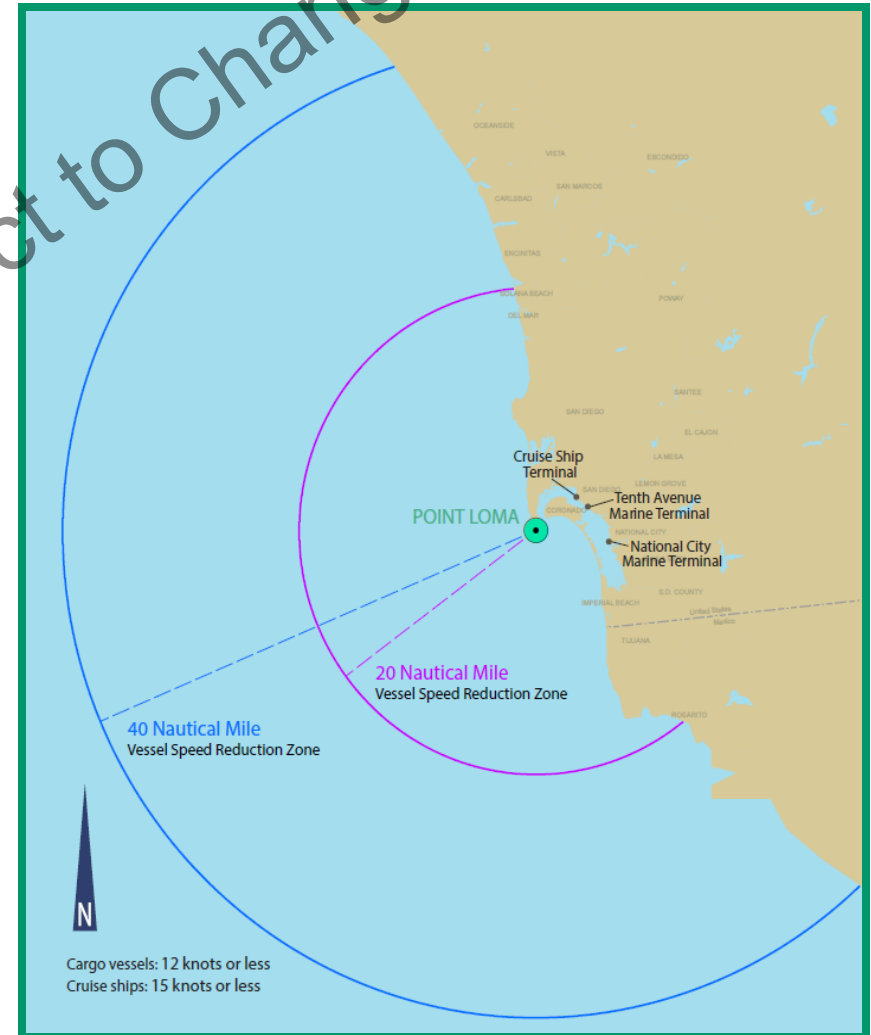 ct to Chang
OCEANSIDE
VISTA
ESCONDIDO
SAN MARCOS
CARLSBAD
ENCINITAS
SOLANA BEACH
POWAY
DEL MAR
SANTEE
SAN DIEGO
EL CAJON
Cruise Ship
Terminal
LA MESA
SAN DIEGO
LEMON GROVE
Tenth Avenue
Marine Terminal
CORONADO
POINT LOMA
NATIONAL CITY
National City
Marine Terminal
S.D. COUNTY
IMPERIAL BEACH
United States
Mexico
TIJUANA
20 Nautical Mile
Vessel Speed Reduction Zone
ROSARITO
40 Nautical Mile
Vessel Speed Reduction Zone
N
Cargo vessels: 12 knots or less
Cruise ships: 15 knots or less